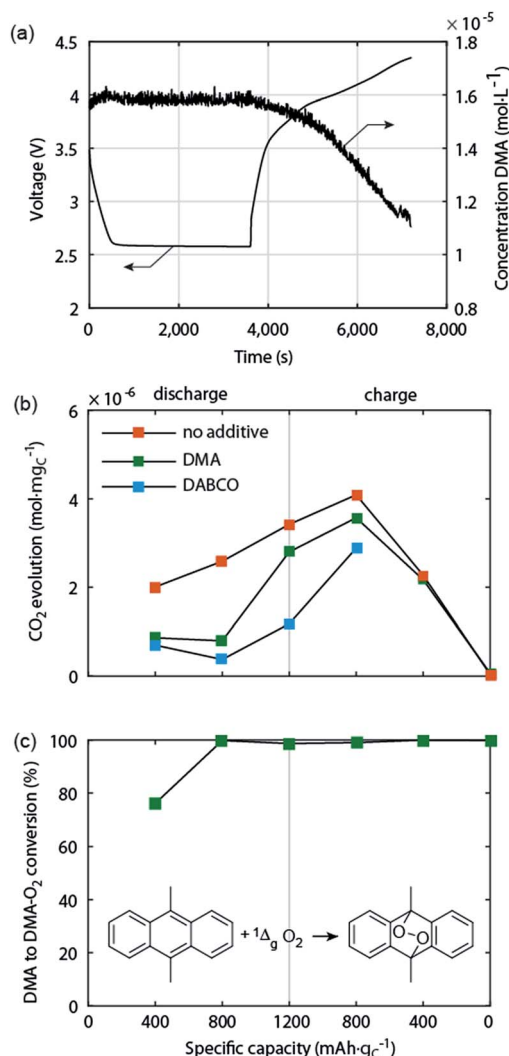 (a)
× 10⁻⁵
4.5
4
3.5
3
2.5
2
Voltage (V)
1.8
1.6
1.4
1.2
1
0.8
Concentration DMA (mol·L⁻¹)
0 2,000 4,000 6,000 8,000
Time (s)
(b)
× 10⁻⁶ discharge charge
6
4
2
0
CO₂ evolution (mol·mg_C⁻¹)
no additive
DMA
DABCO
(c)
100
80
60
40
20
0
DMA to DMA-O₂ conversion (%)
+ ¹Δg O₂
O O
400 800 1200 800 400 0
Specific capacity (mAh·g_C⁻¹)